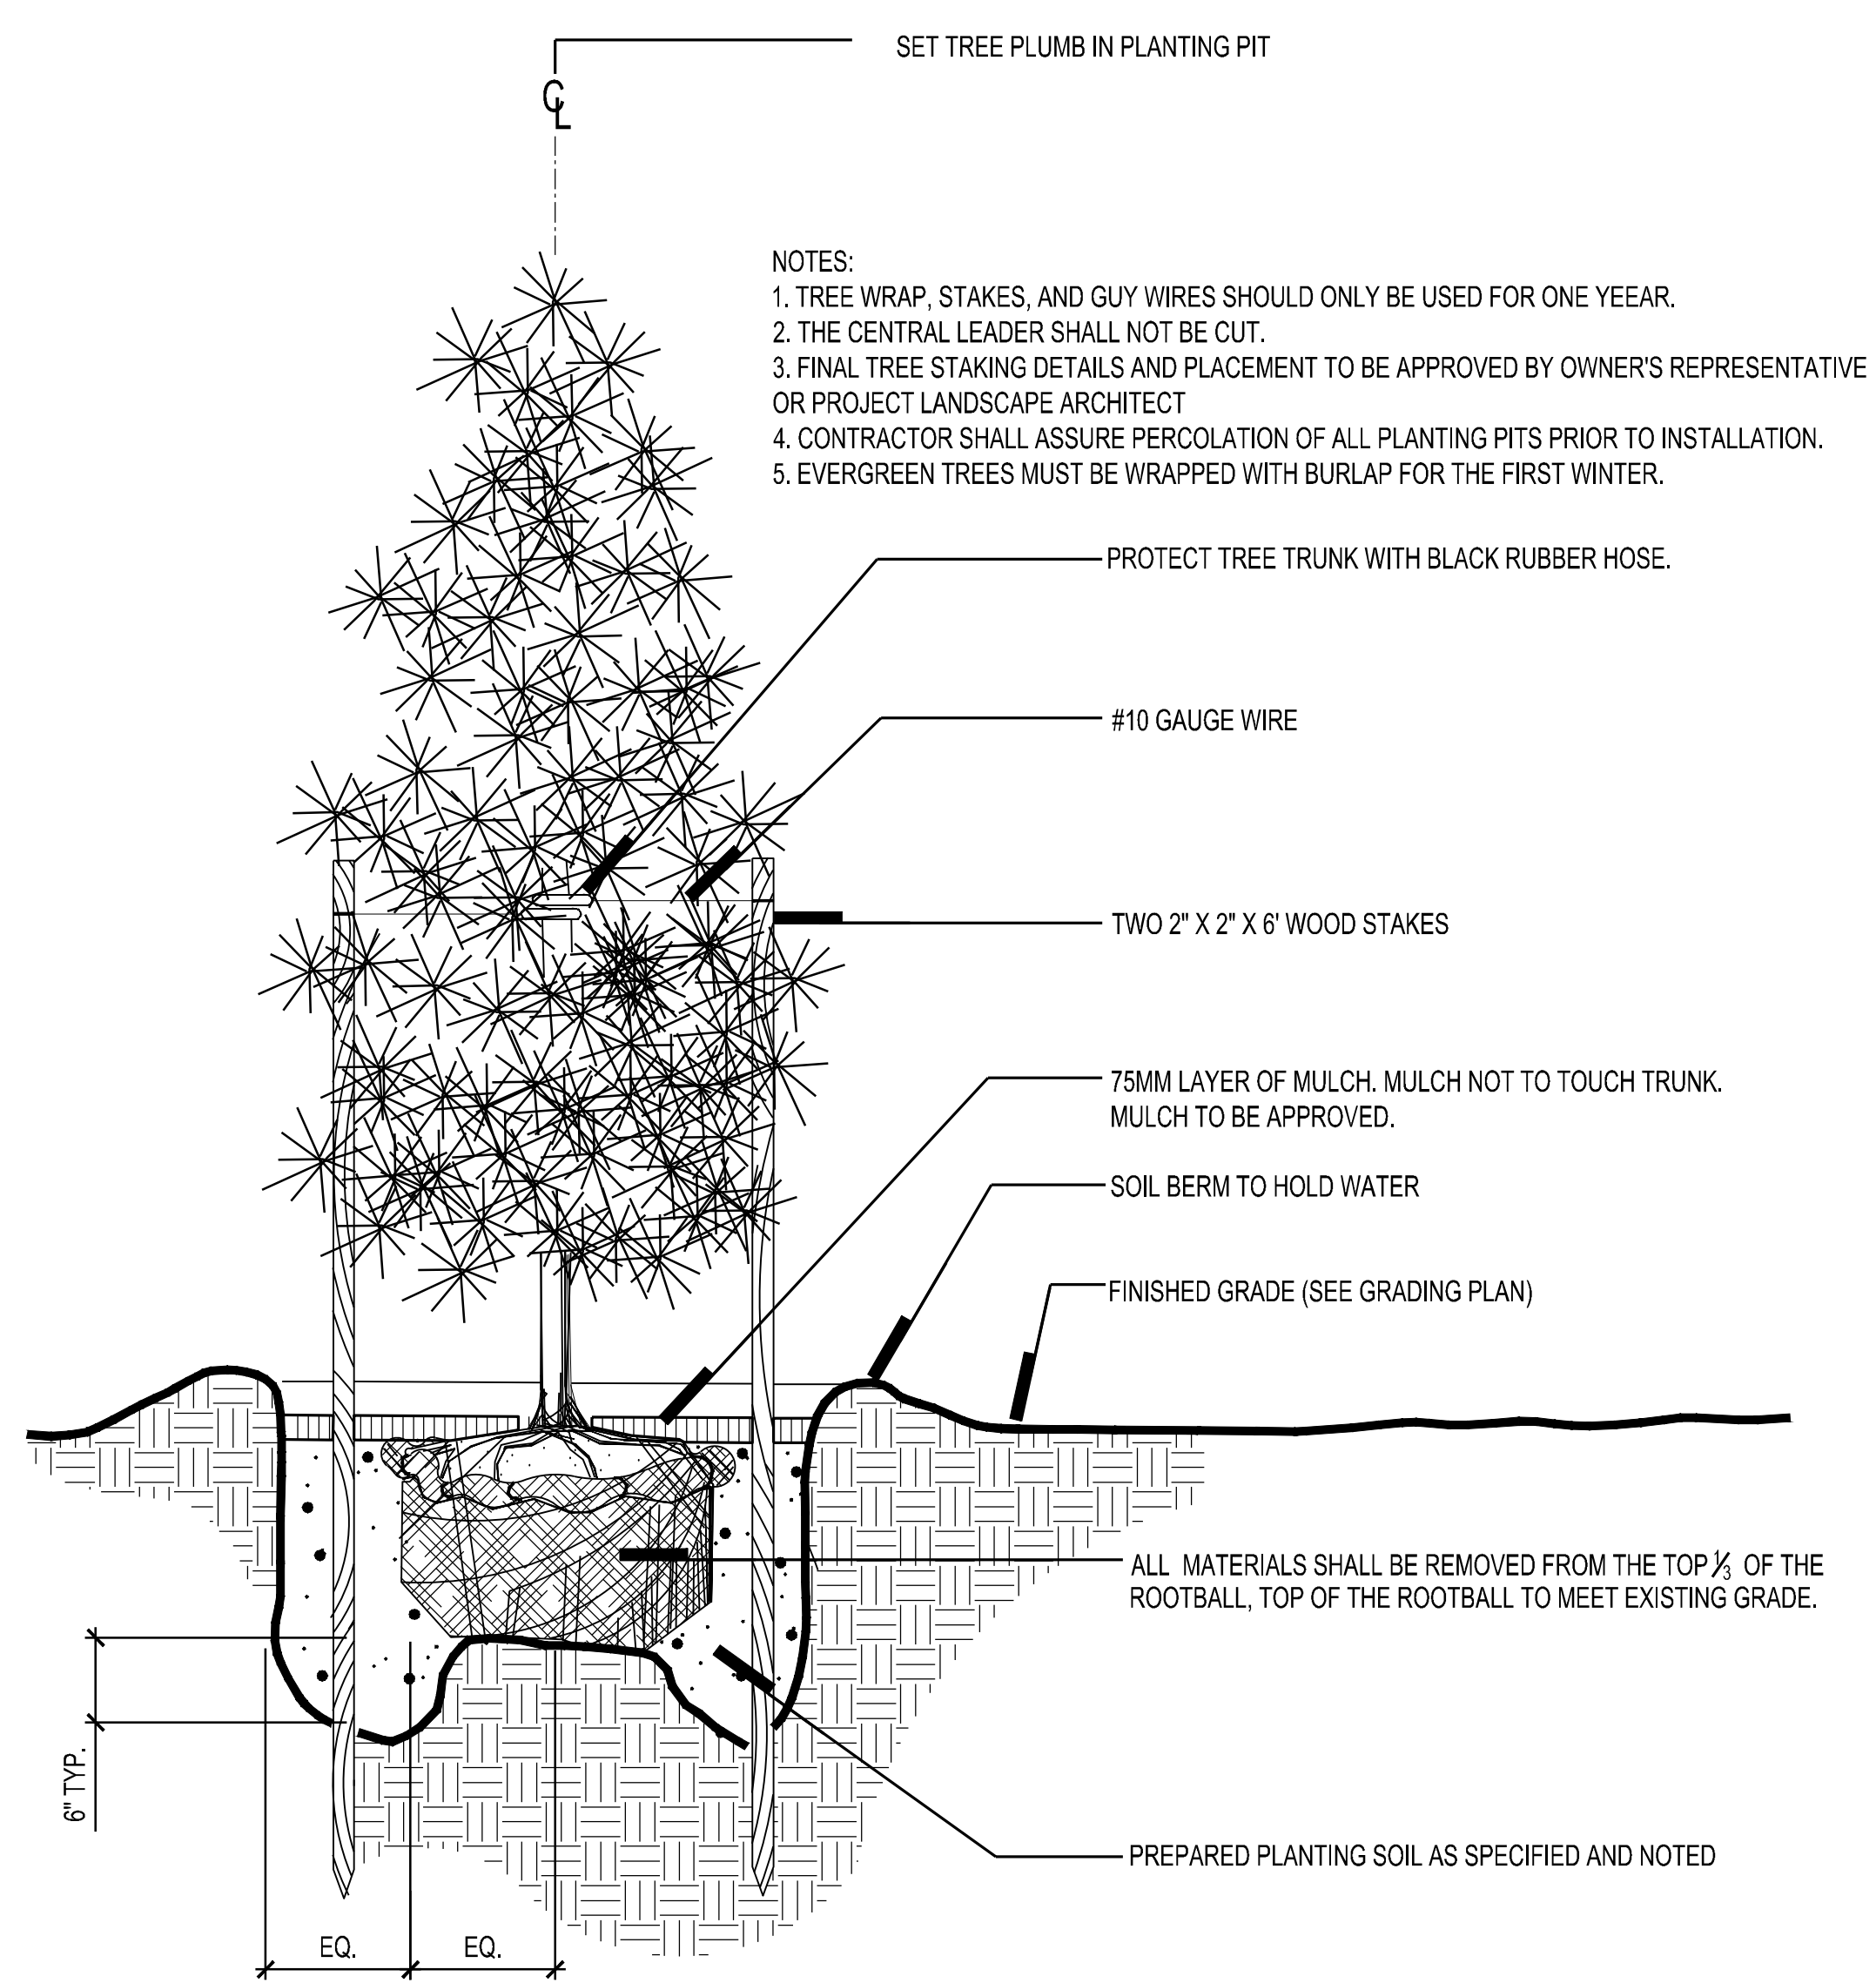 SET TREE PLUMB IN PLANTING PIT
CL
NOTES:
1. TREE WRAP, STAKES, AND GUY WIRES SHOULD ONLY BE USED FOR ONE YEEAR.
2. THE CENTRAL LEADER SHALL NOT BE CUT.
3. FINAL TREE STAKING DETAILS AND PLACEMENT TO BE APPROVED BY OWNER'S REPRESENTATIVE
OR PROJECT LANDSCAPE ARCHITECT
4. CONTRACTOR SHALL ASSURE PERCOLATION OF ALL PLANTING PITS PRIOR TO INSTALLATION.
5. EVERGREEN TREES MUST BE WRAPPED WITH BURLAP FOR THE FIRST WINTER.
PROTECT TREE TRUNK WITH BLACK RUBBER HOSE.
#10 GAUGE WIRE
TWO 2" X 2" X 6' WOOD STAKES
75MM LAYER OF MULCH. MULCH NOT TO TOUCH TRUNK.
MULCH TO BE APPROVED.
SOIL BERM TO HOLD WATER
FINISHED GRADE (SEE GRADING PLAN)
ALL MATERIALS SHALL BE REMOVED FROM THE TOP 1/3 OF THE
ROOTBALL, TOP OF THE ROOTBALL TO MEET EXISTING GRADE.
6" TYP.
PREPARED PLANTING SOIL AS SPECIFIED AND NOTED
EQ. EQ.